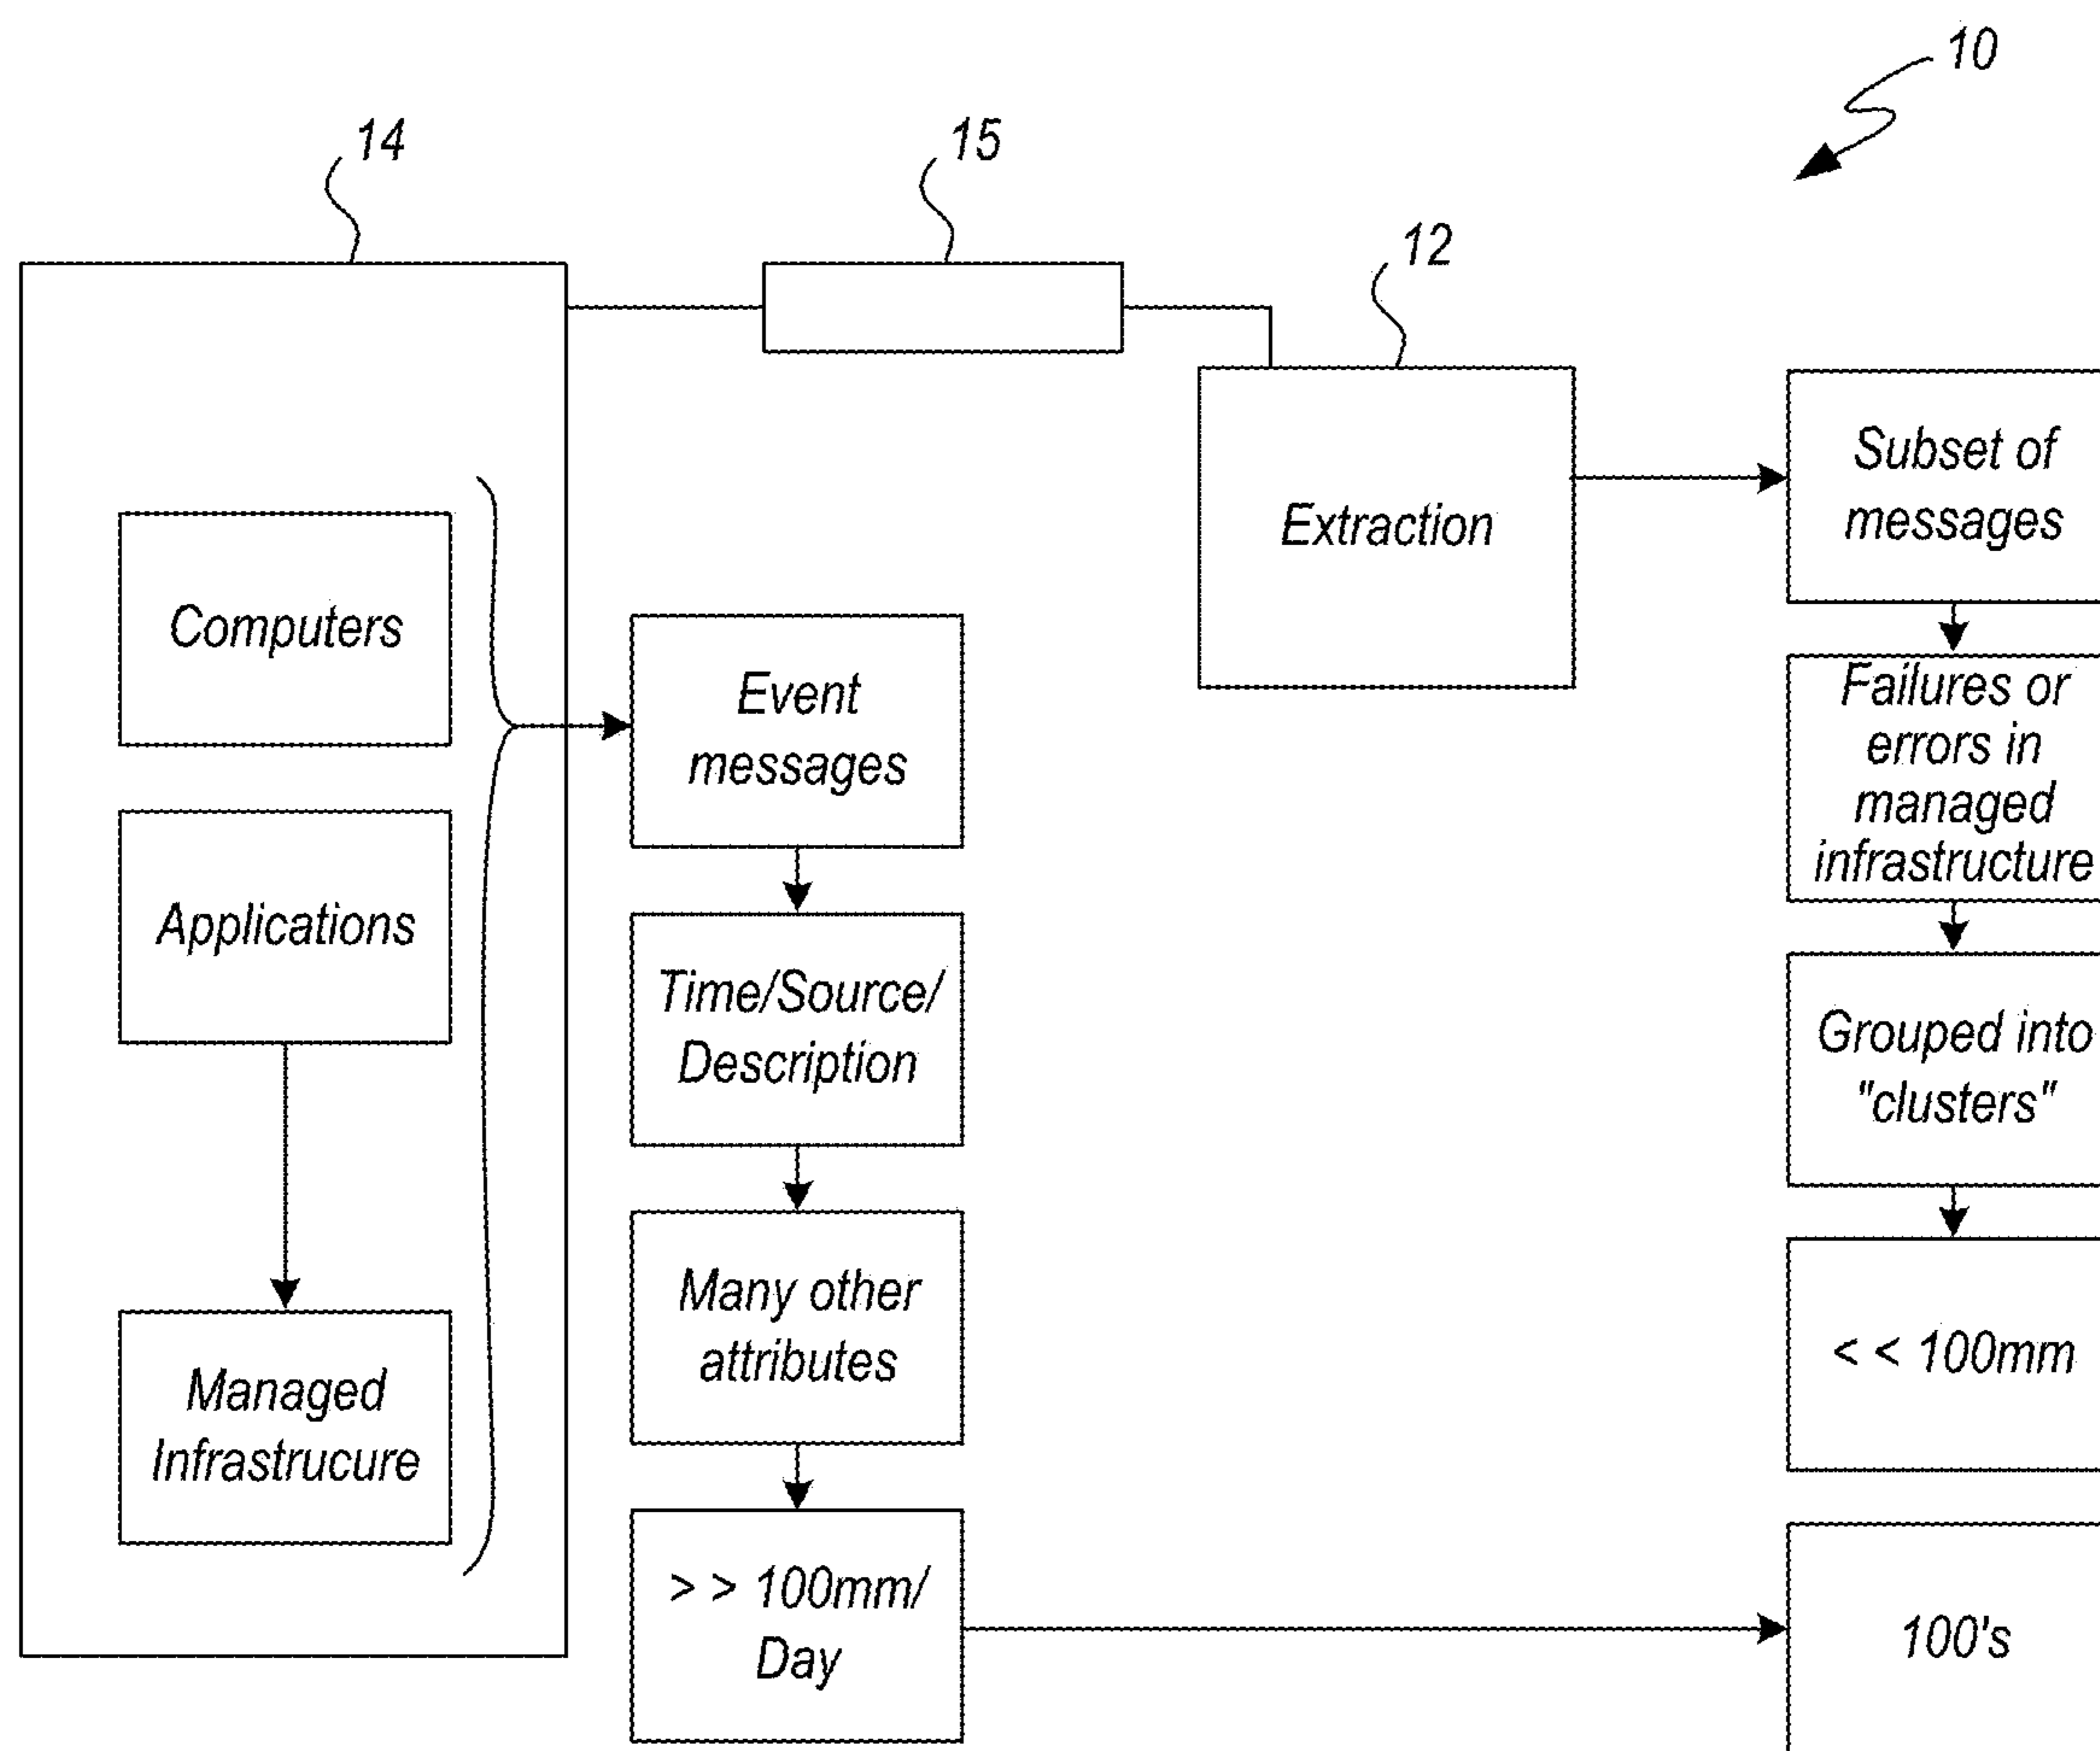 10
14
15
12
Computers
Applications
Managed
Infrastrucure
Event
messages
Time/Source/
Description
Many other
attributes
> > 100mm/
Day
Extraction
Subset of
messages
Failures or
errors in
managed
infrastructure
Grouped into
"clusters"
< < 100mm
100's